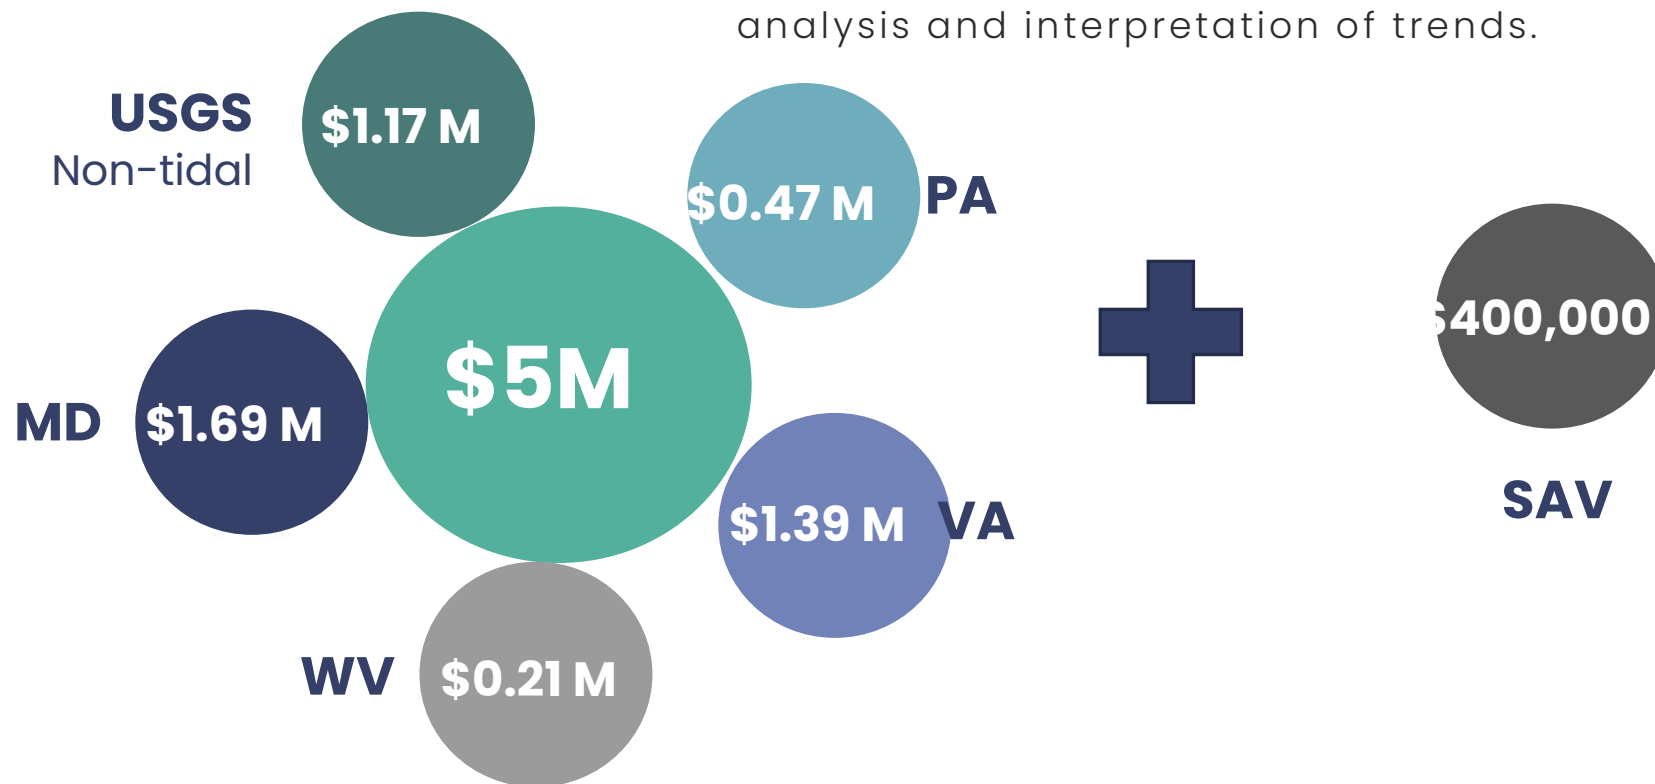 analysis and interpretation of trends.
USGS
Non-tidal
$1.17 M
$0.47 M
PA
$5M
MD
$1.69 M
$400,000
$1.39 M
VA
SAV
WV
$0.21 M